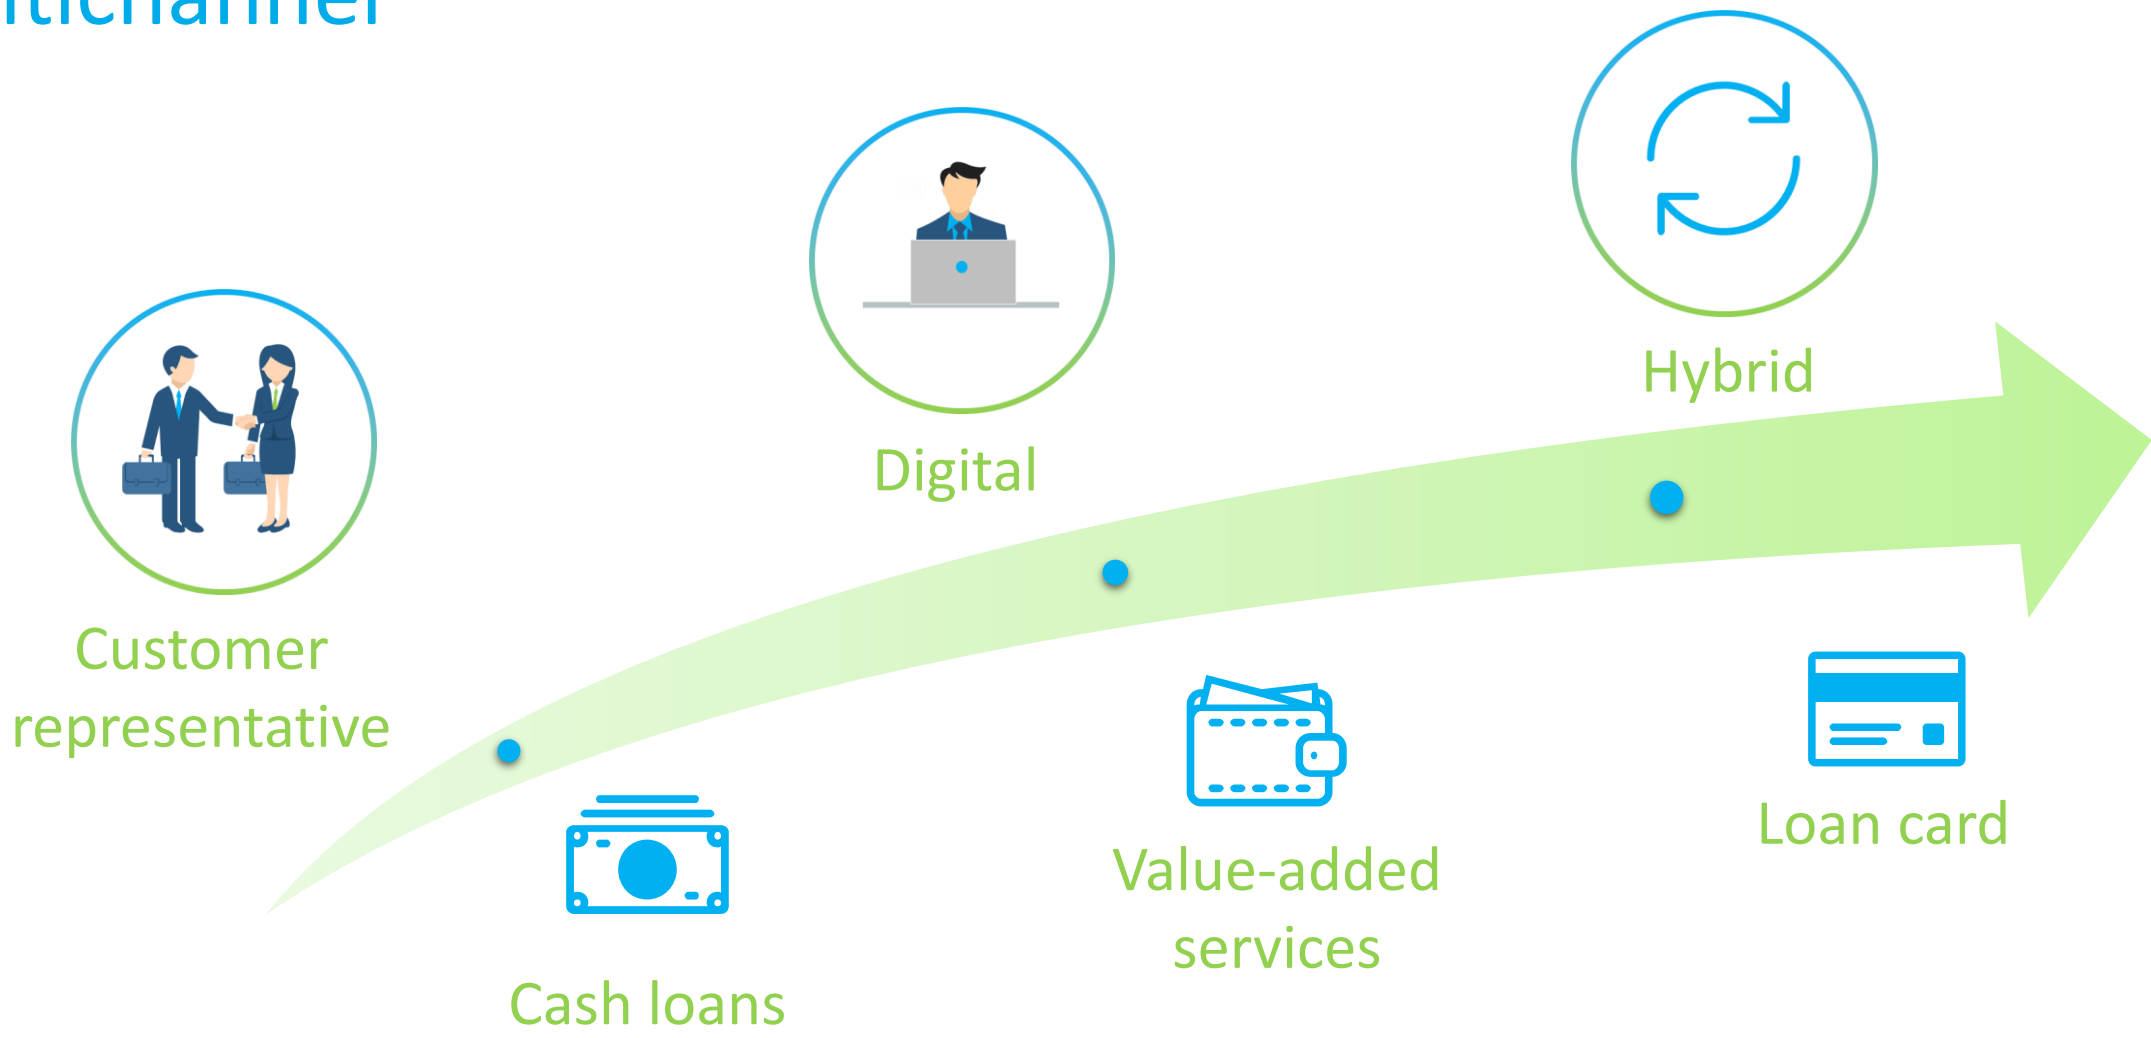 Hybrid
Digital
Customer
representative
Loan card
Value-added
services
Cash loans